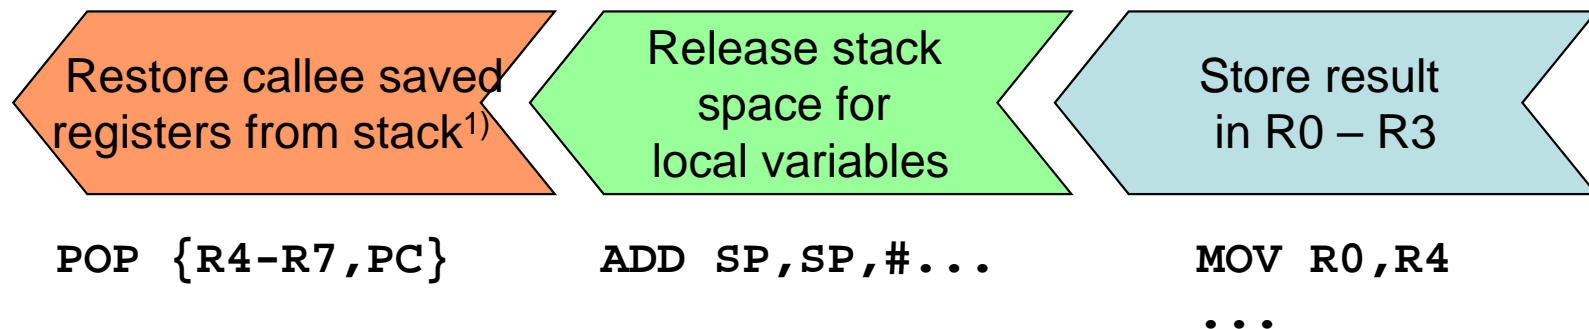 Restore callee saved
registers from stack1)
Release stack
space for
local variables
Store result
in R0 – R3
POP {R4-R7,PC}
ADD SP,SP,#...
MOV R0,R4
...